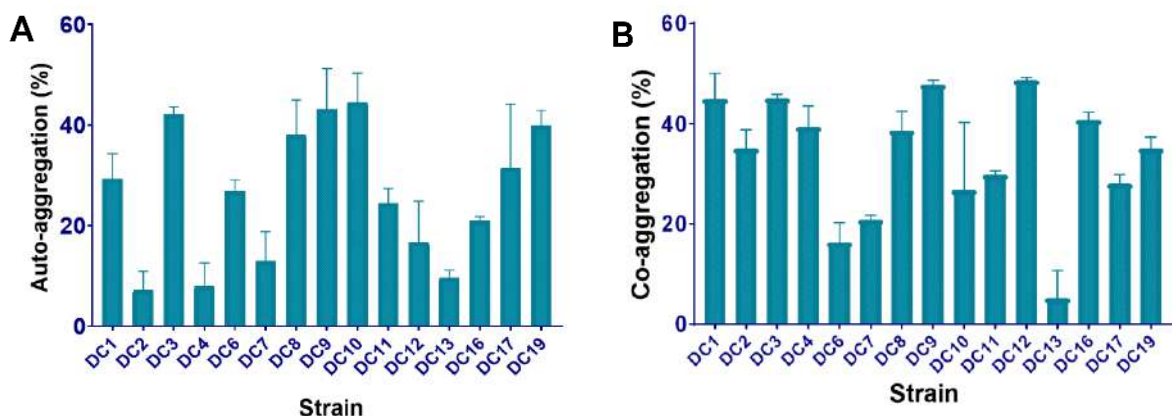 A
Auto-aggregation (%)
60
40
20
0
DC1 DC2 DC3 DC4 DC6 DC7 DC8 DC9 DC10 DC11 DC12 DC13 DC16 DC17 DC19
Strain
B
Co-aggregation (%)
60
40
20
0
DC1 DC2 DC3 DC4 DC6 DC7 DC8 DC9 DC10 DC11 DC12 DC13 DC16 DC17 DC19
Strain